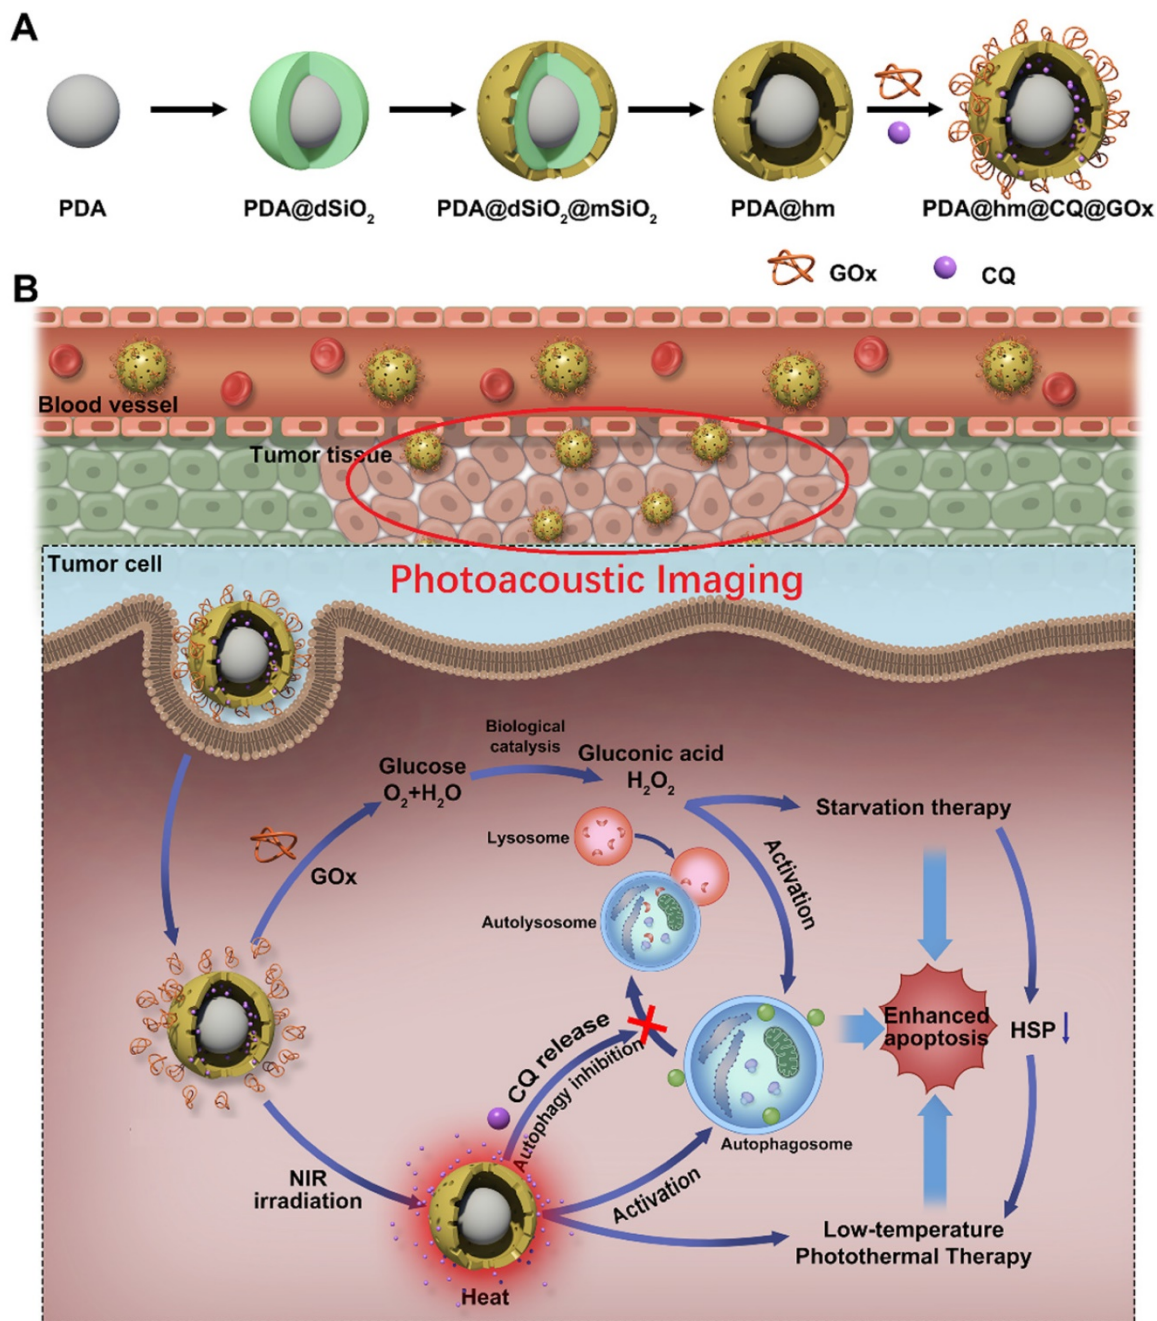 A
PDA
PDA@dSiO₂
PDA@dSiO₂@mSiO₂
PDA@hm
PDA@hm@CQ@GOx
GOx
CQ
B
Blood vessel
Tumor tissue
Tumor cell
Photoacoustic Imaging
Biological
catalysis
Glucose
O₂+H₂O
Gluconic acid
H₂O₂
Starvation therapy
Lysosome
Activation
GOx
Autolysosome
Enhanced
apoptosis
HSP
CQ release
Autophagy inhibition
Autophagosome
NIR
irradiation
Activation
Low-temperature
Photothermal Therapy
Heat